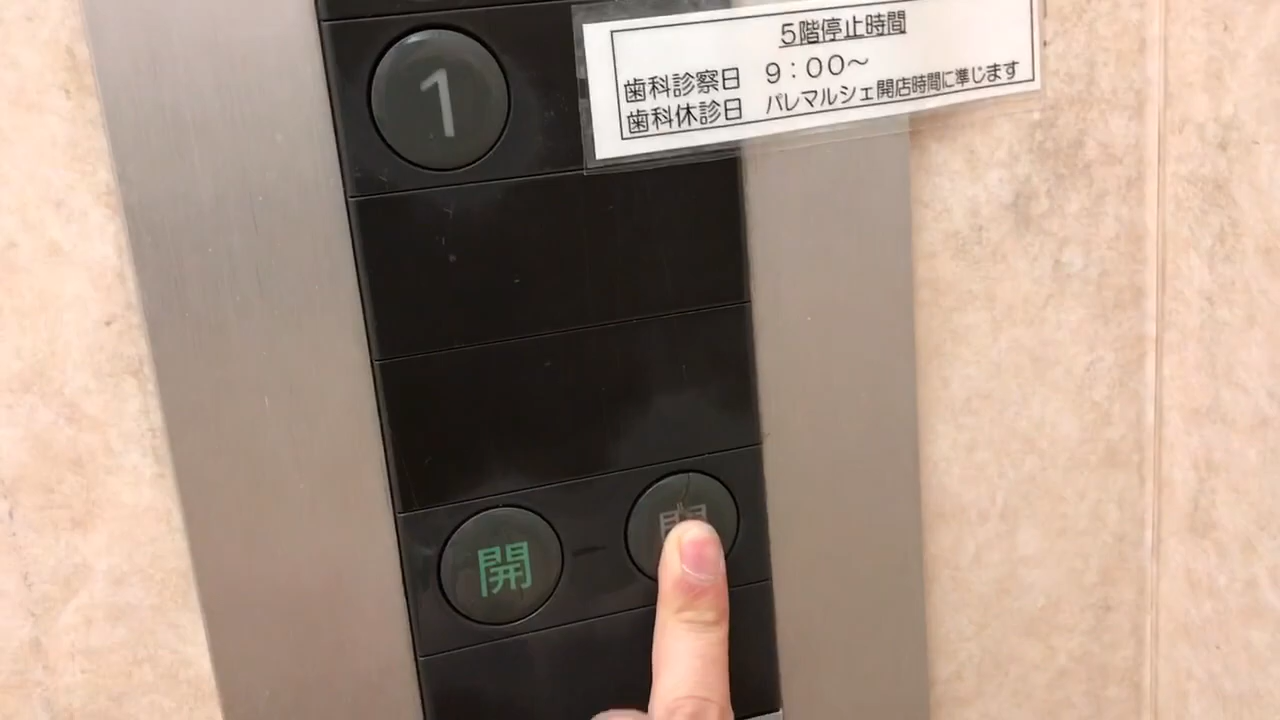 1
5階停止時間
歯科診察日 9：00～
歯科休診日 パレマルシェ開店時間に準じます
開